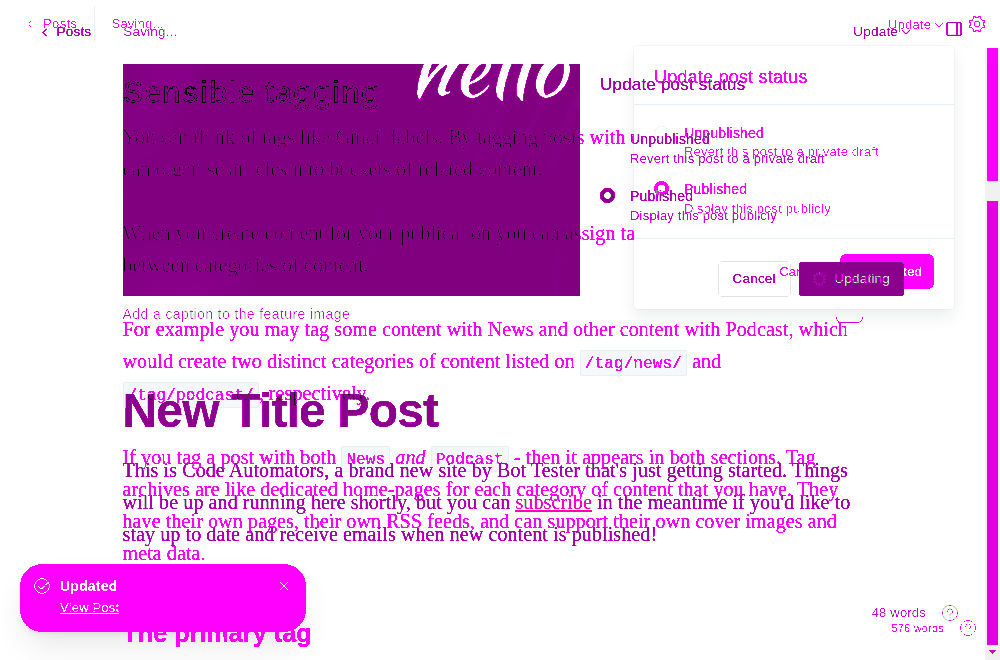 Posts
Saving...
Update
Posts
Saving...
Update
hello
Sensible tagging
Update post status
Update post status
You can think of tags like Gmail labels. By tagging posts with
Unpublished
Revert this post to a private draft
Unpublished
Revert this post to a private draft
can organise articles into buckets of related content.
Published
Display this post publicly
Published
Display this post publicly
When you create content for your publication you can assign ta
between categories of content.
Cancel
Updating
Add a caption to the feature image
For example you may tag some content with News and other content with Podcast, which
would create two distinct categories of content listed on /tag/news/ and
/tag/podcast/, respectively.
New Title Post
If you tag a post with both News and Podcast - then it appears in both sections. Tag
This is Code Automators, a brand new site by Bot Tester that's just getting started. Things
archives are like dedicated home-pages for each category of content that you have. They
will be up and running here shortly, but you can subscribe in the meantime if you'd like to
have their own pages, their own RSS feeds, and can support their own cover images and
stay up to date and receive emails when new content is published!
meta data.
Updated
View Post
48 words
576 words
The primary tag